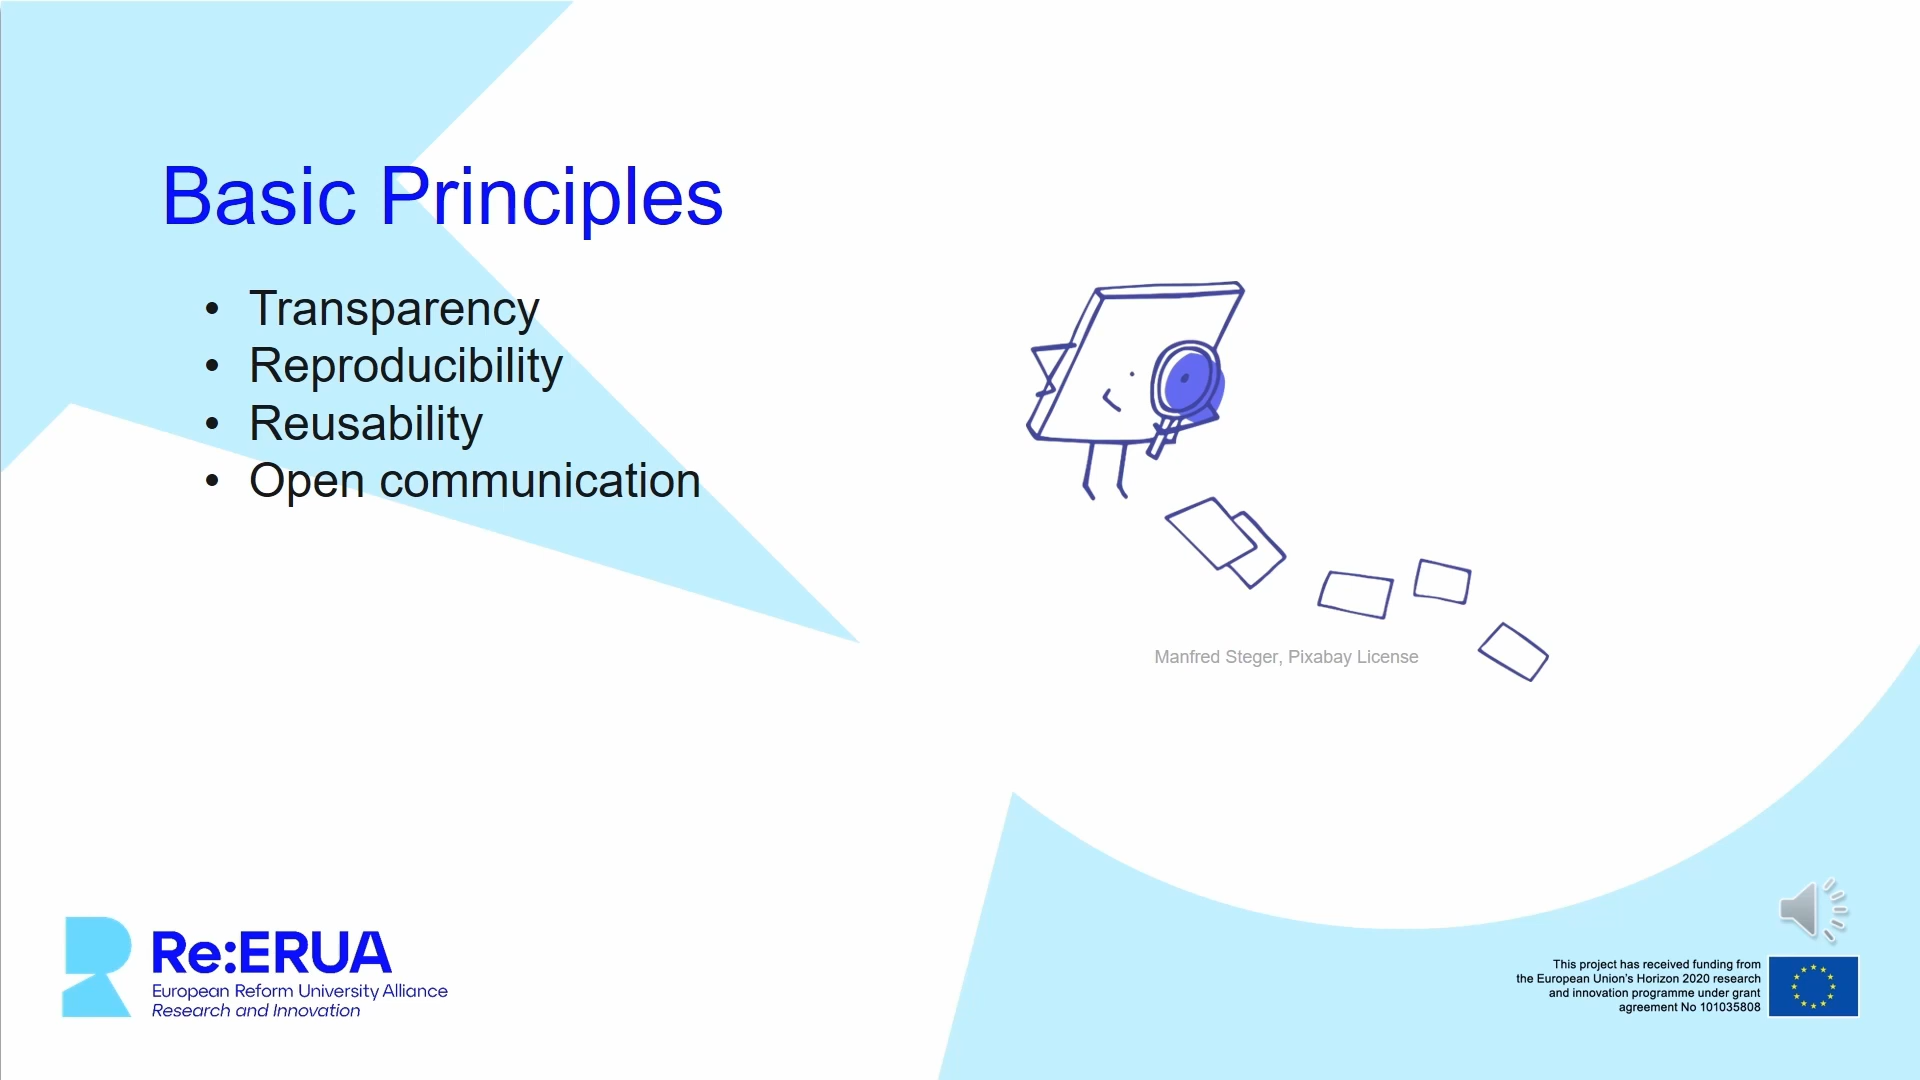 Basic Principles
• Transparency
• Reproducibility
• Reusability
• Open communication
Manfred Steger, Pixabay License
Re:ERUA
European Reform University Alliance
Research and Innovation
This project has received funding from
the European Union's Horizon 2020 research
and innovation programme under grant
agreement No 101035808